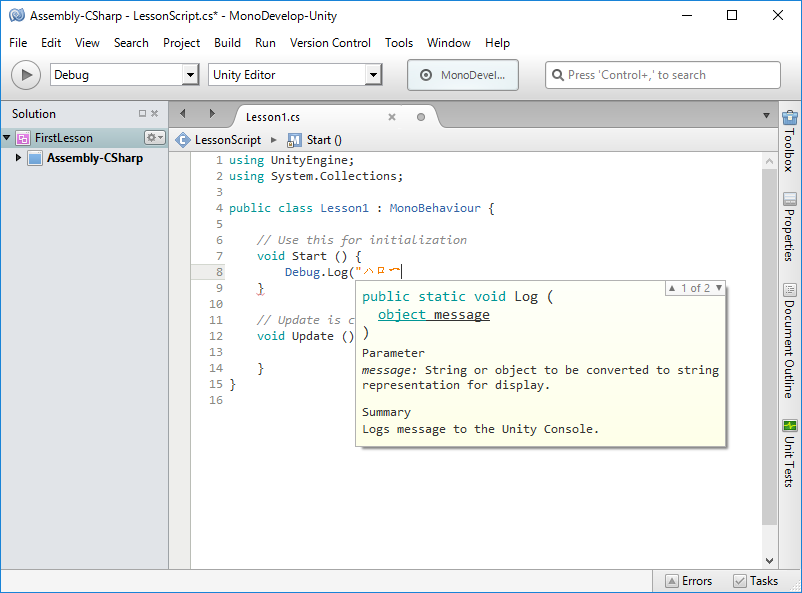 Assembly-CSharp - LessonScript.cs* - MonoDevelop-Unity
File Edit View Search Project Build Run Version Control Tools Window Help
Debug Unity Editor MonoDevel... Press 'Control+,' to search
Solution
FirstLesson
Assembly-CSharp
Lesson1.cs
LessonScript Start ()
1 using UnityEngine;
2 using System.Collections;
3
4 public class Lesson1 : MonoBehaviour {
5
6 // Use this for initialization
7 void Start () {
8 Debug.Log("ハロー
9 }
10
11 // Update is c
12 void Update ()
13
14 }
15 }
16
1 of 2
public static void Log (
object message
)
Parameter
message: String or object to be converted to string
representation for display.
Summary
Logs message to the Unity Console.
Toolbox
Properties
Document Outline
Unit Tests
Errors Tasks